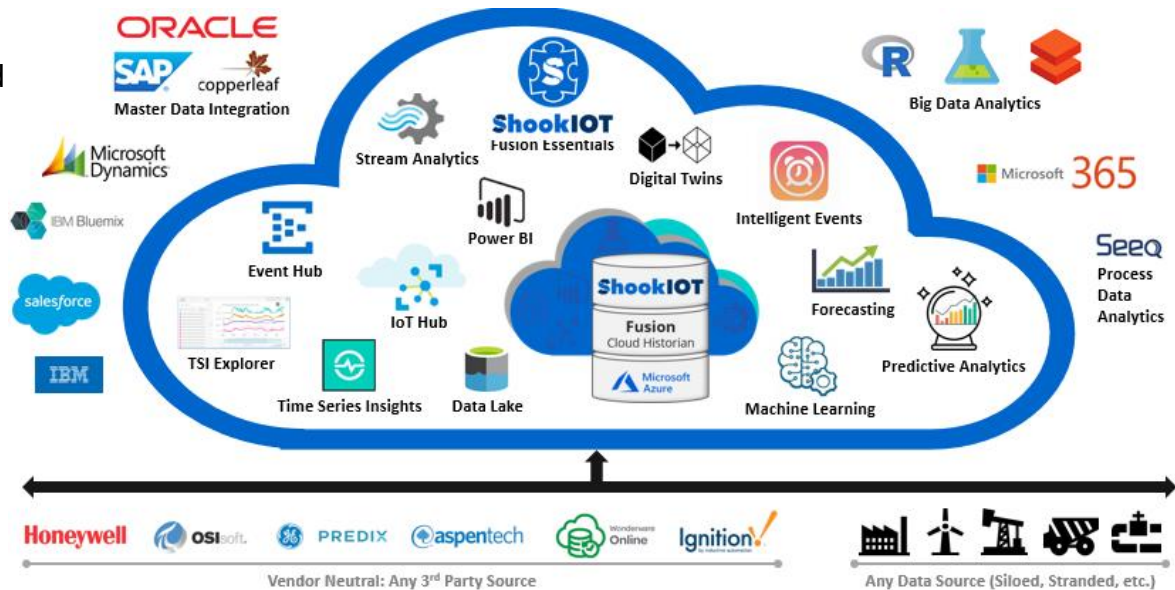 ORACLE
SAP
copperleaf
Master Data Integration
Microsoft
Dynamics
IBM Bluemix
salesforce
IBM
S
ShookIOT
Fusion Essentials
Stream Analytics
Digital Twins
Intelligent Events
Power BI
Event Hub
IoT Hub
TSI Explorer
Time Series Insights
Data Lake
ShookIOT
Fusion
Cloud Historian
Microsoft
Azure
Forecasting
Predictive Analytics
Machine Learning
R
Big Data Analytics
Microsoft 365
Seeq
Process
Data
Analytics
Honeywell
OSIsoft.
GE
PREDIX
aspentech
Wonderware
Online
Ignition!
by inductive automation
Vendor Neutral: Any 3rd Party Source
Any Data Source (Siloed, Stranded, etc.)